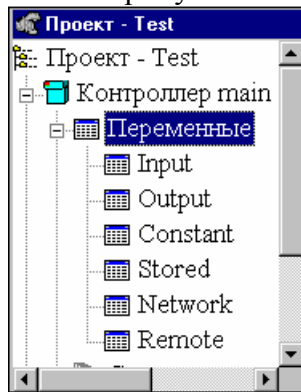 Проект - Test
Проект - Test
Контроллер main
Переменные
Input
Output
Constant
Stored
Network
Remote